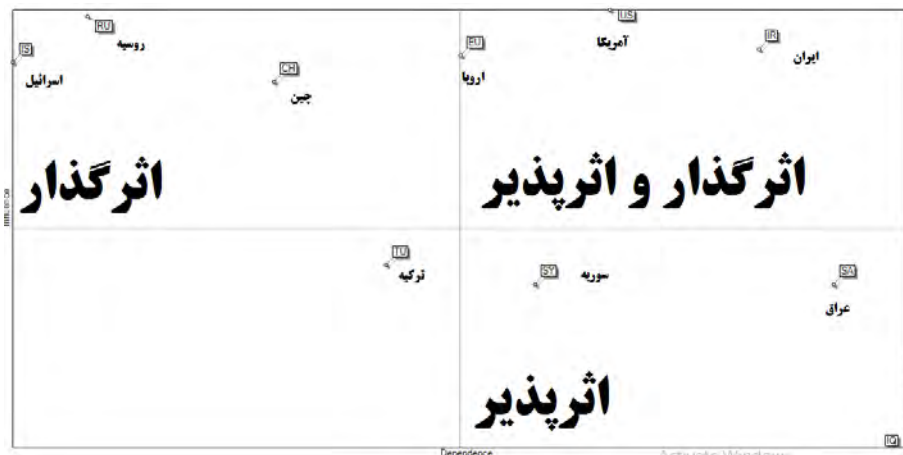 US
RU
IR
آمریکا
روسیه
EU
IS
ایران
اروپا
CH
اسرائیل
چین
اثرگذار و اثرپذیر
اثرگذار
Influence
TU
SY
SA
سوریه
ترکیه
عراق
اثرپذیر
IQ
Dependence